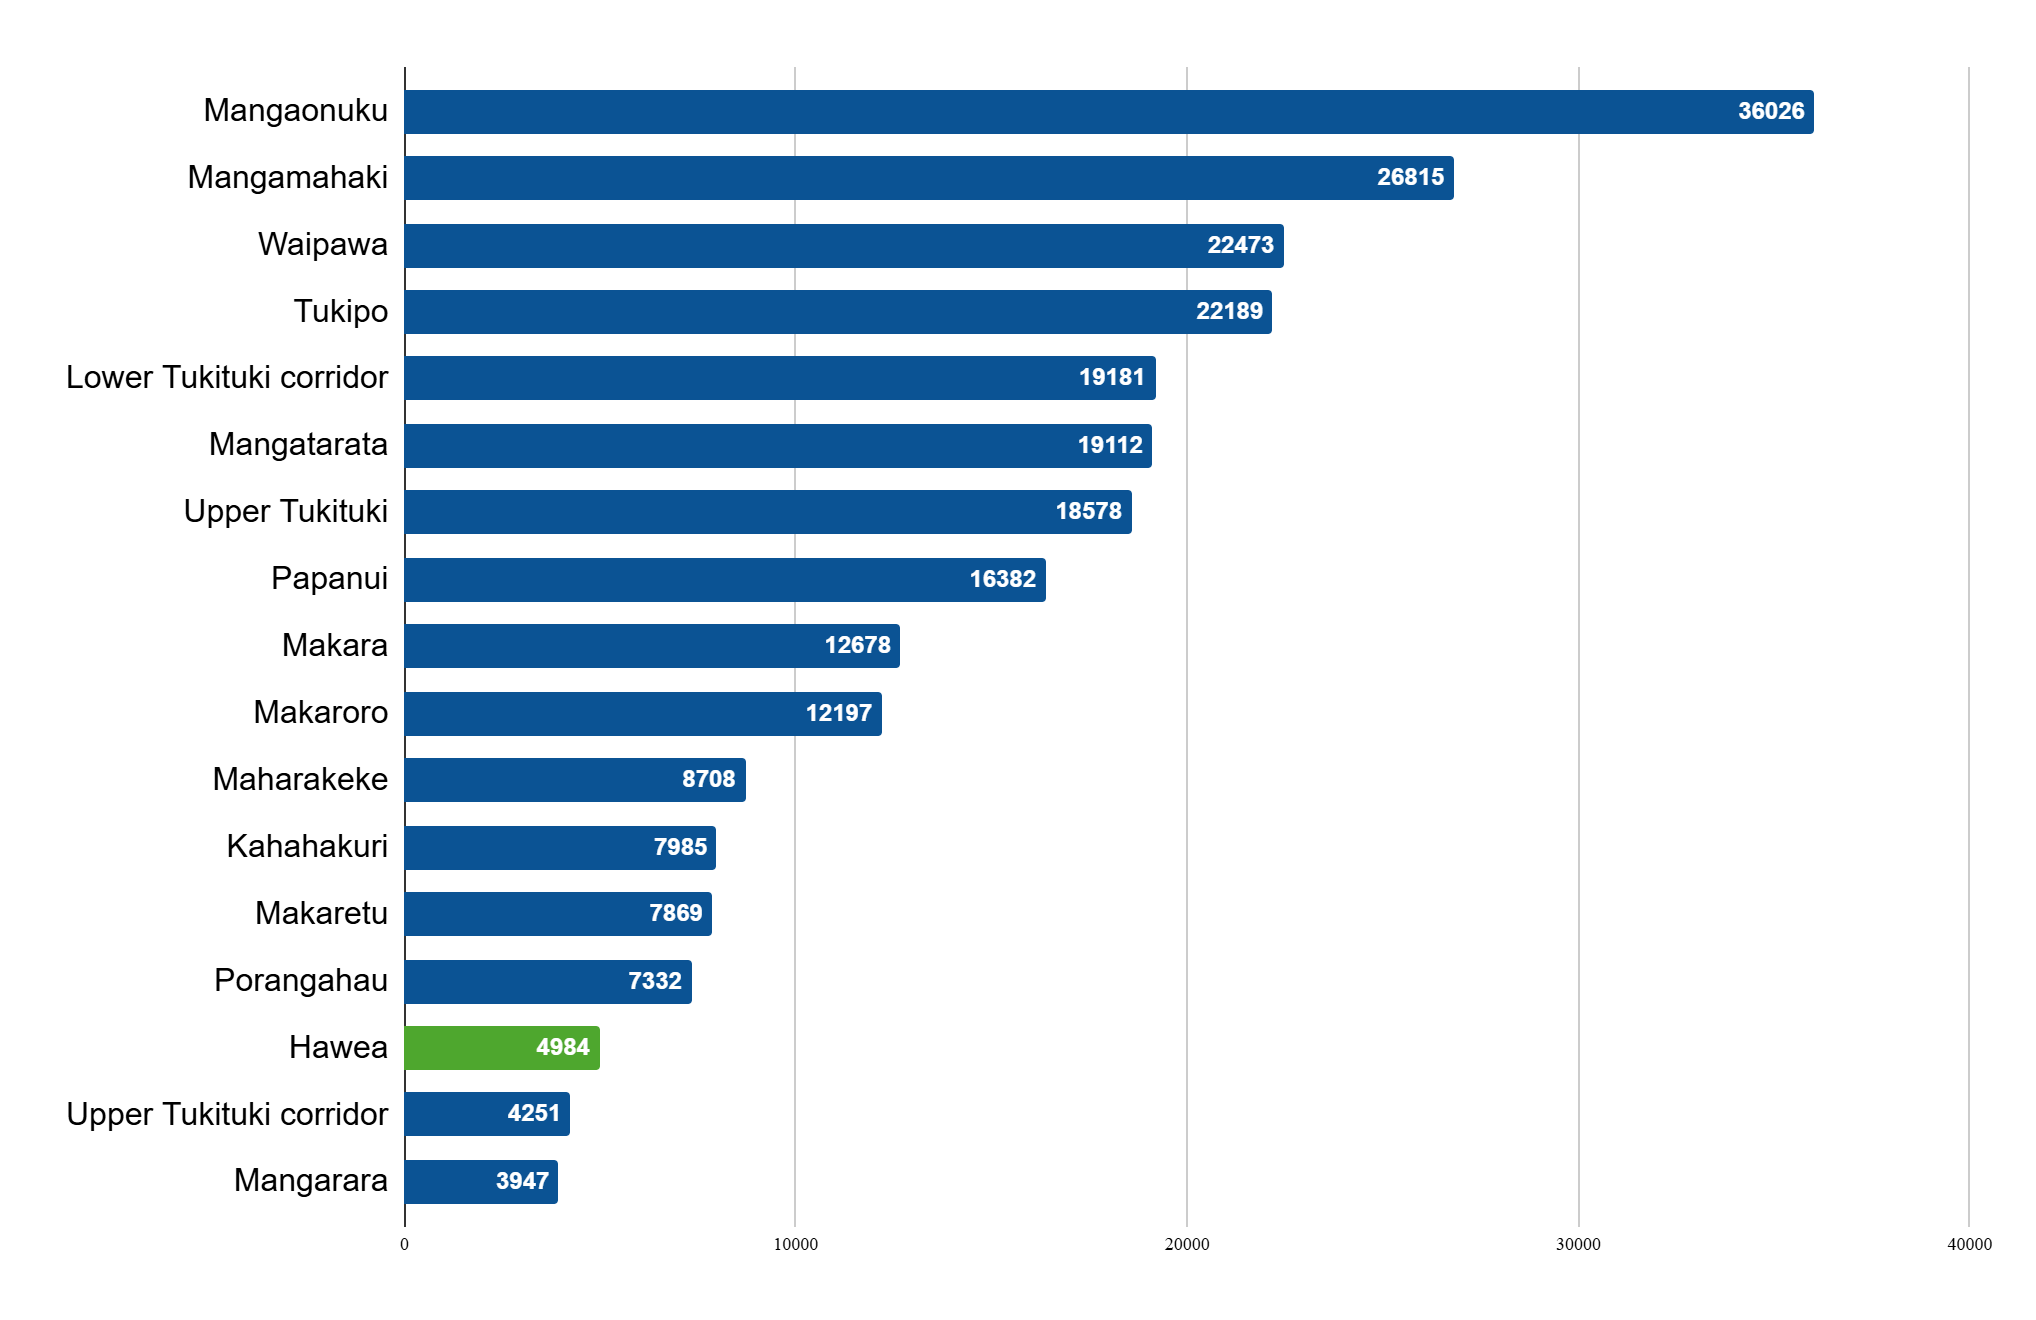 Mangaonuku 36026
Mangamahaki 26815
Waipawa 22473
Tukipo 22189
Lower Tukituki corridor 19181
Mangatarata 19112
Upper Tukituki 18578
Papanui 16382
Makara 12678
Makaroro 12197
Maharakeke 8708
Kahahakuri 7985
Makaretu 7869
Porangahau 7332
Hawea 4984
Upper Tukituki corridor 4251
Mangarara 3947
0 10000 20000 30000 40000